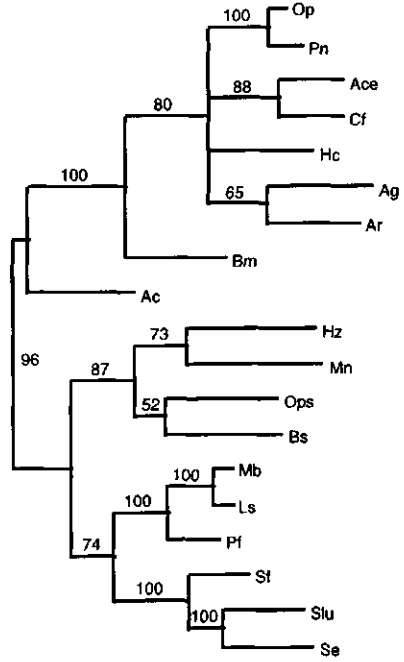 100
Op
Pn
88
Ace
80
Cf
Hc
100
65
Ag
Ar
Bm
Ac
96
73
Hz
87
Mn
52
Ops
Bs
100
Mb
100
Ls
Pf
74
100
Sf
100
Slu
Se